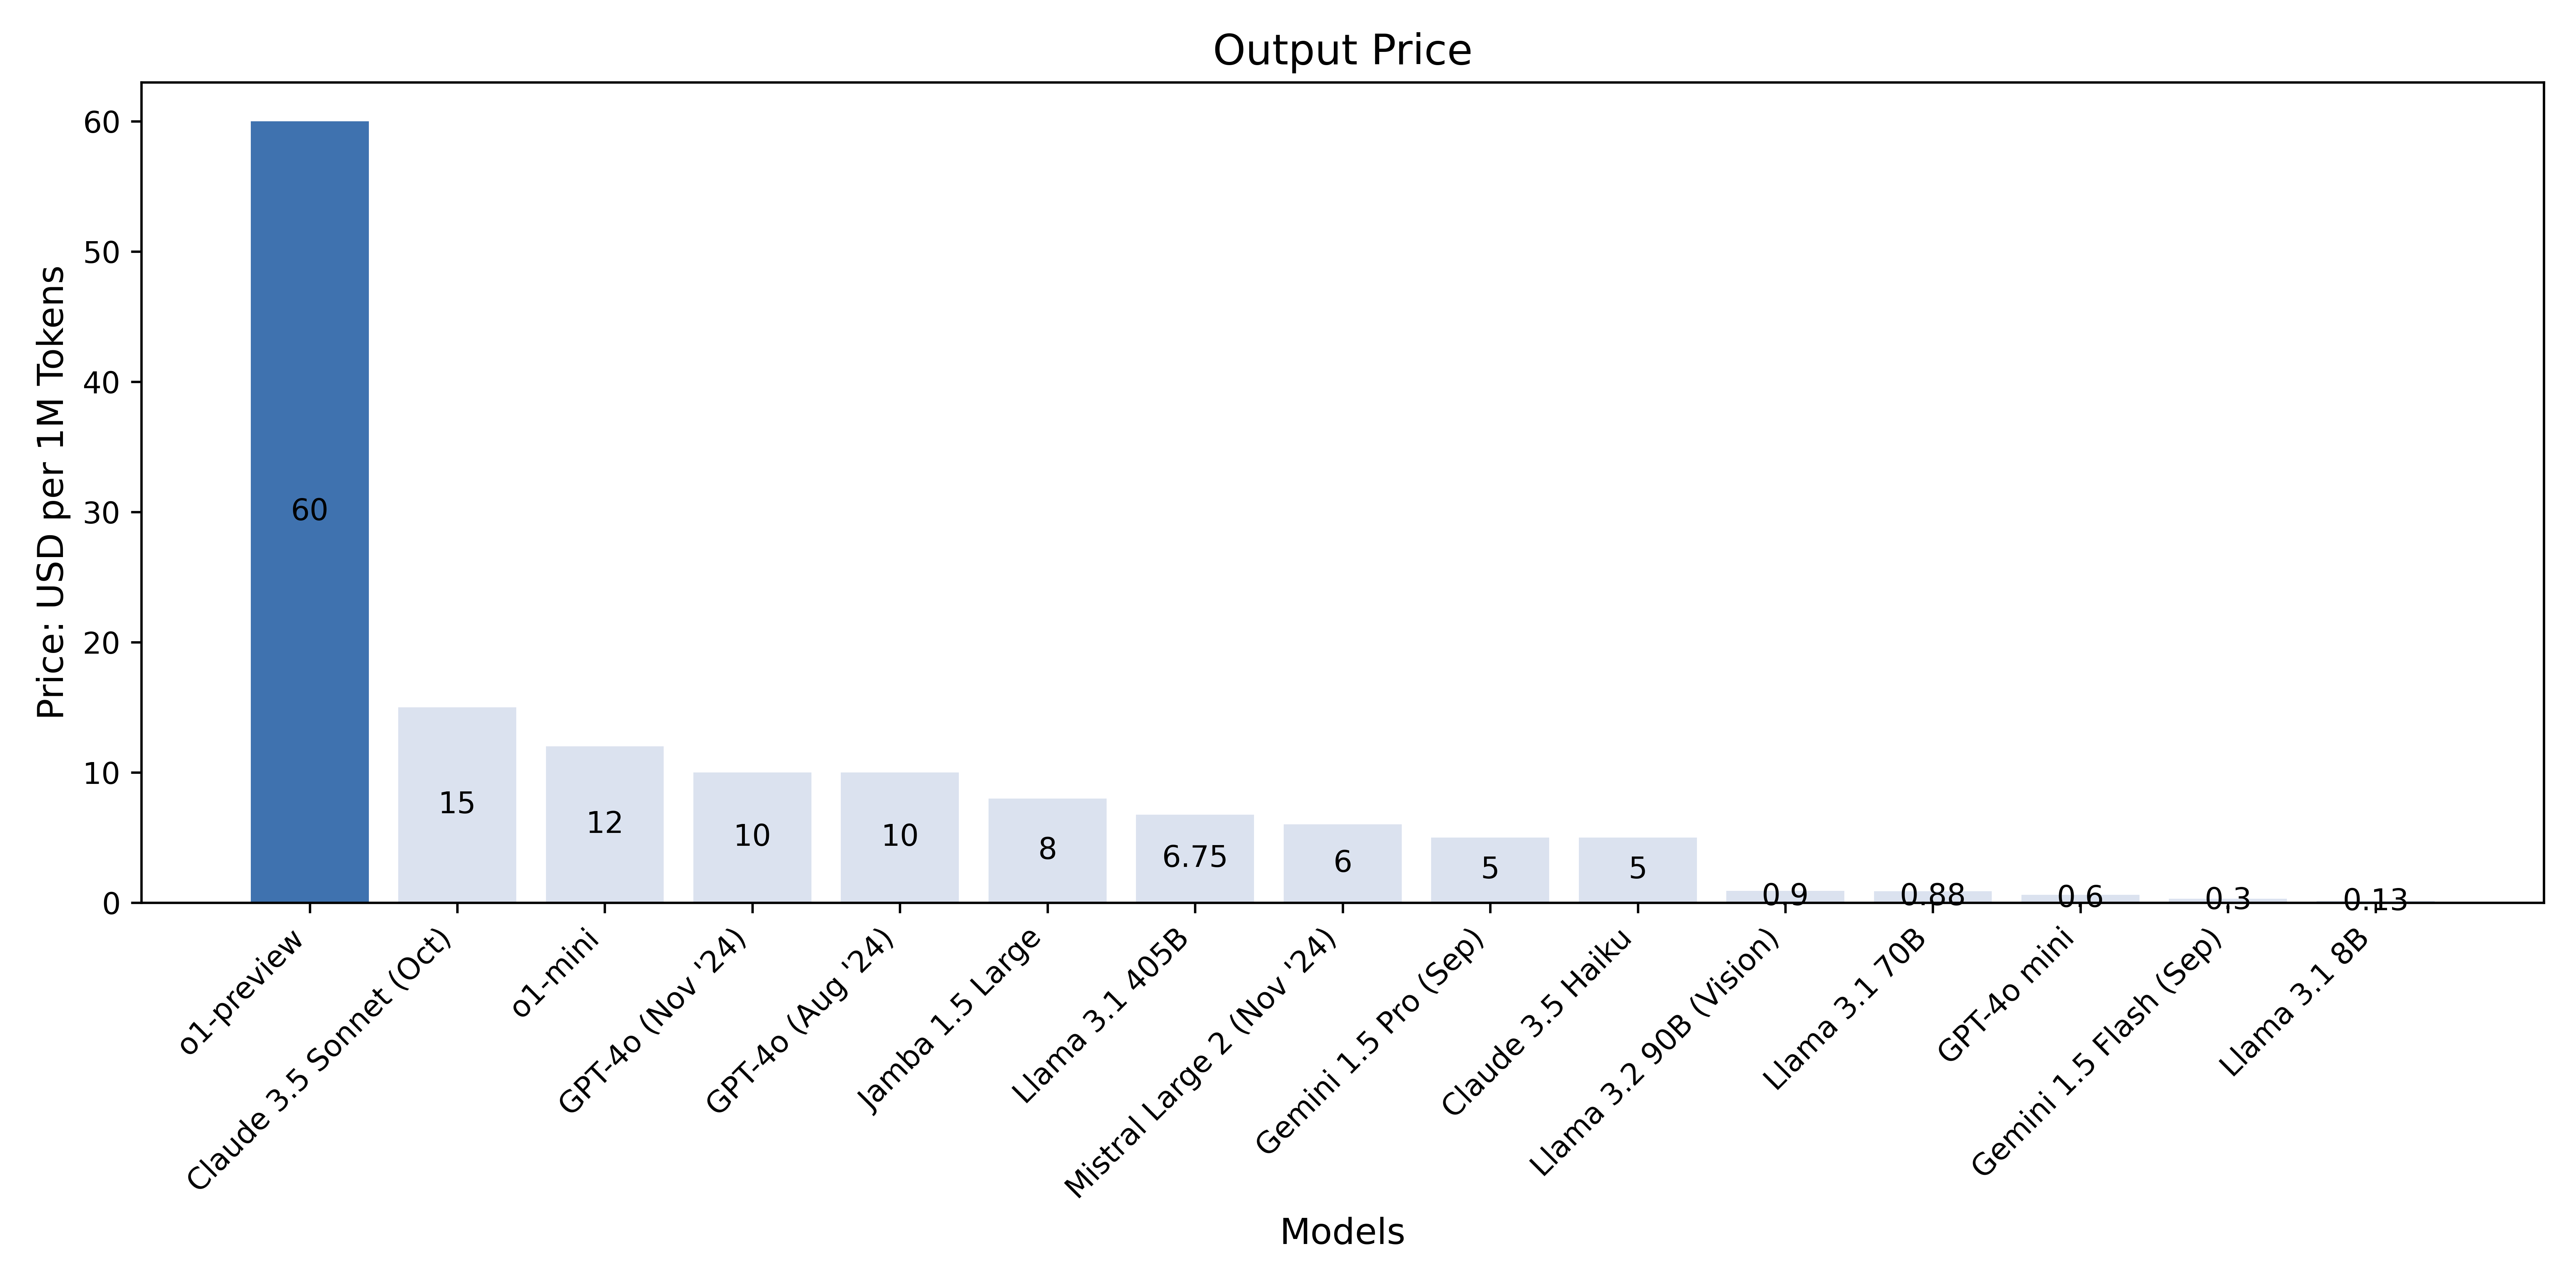 Output Price
Price: USD per 1M Tokens
60
50
40
30
20
10
0
60
15
12
10
10
8
6.75
6
5
5
0.9
0.88
0.6
0.3
0.13
o1-preview
Claude 3.5 Sonnet (Oct)
o1-mini
GPT-4o (Nov '24)
GPT-4o (Aug '24)
Jamba 1.5 Large
Llama 3.1 405B
Mistral Large 2 (Nov '24)
Gemini 1.5 Pro (Sep)
Claude 3.5 Haiku
Llama 3.2 90B (Vision)
Llama 3.1 70B
GPT-4o mini
Gemini 1.5 Flash (Sep)
Llama 3.1 8B
Models